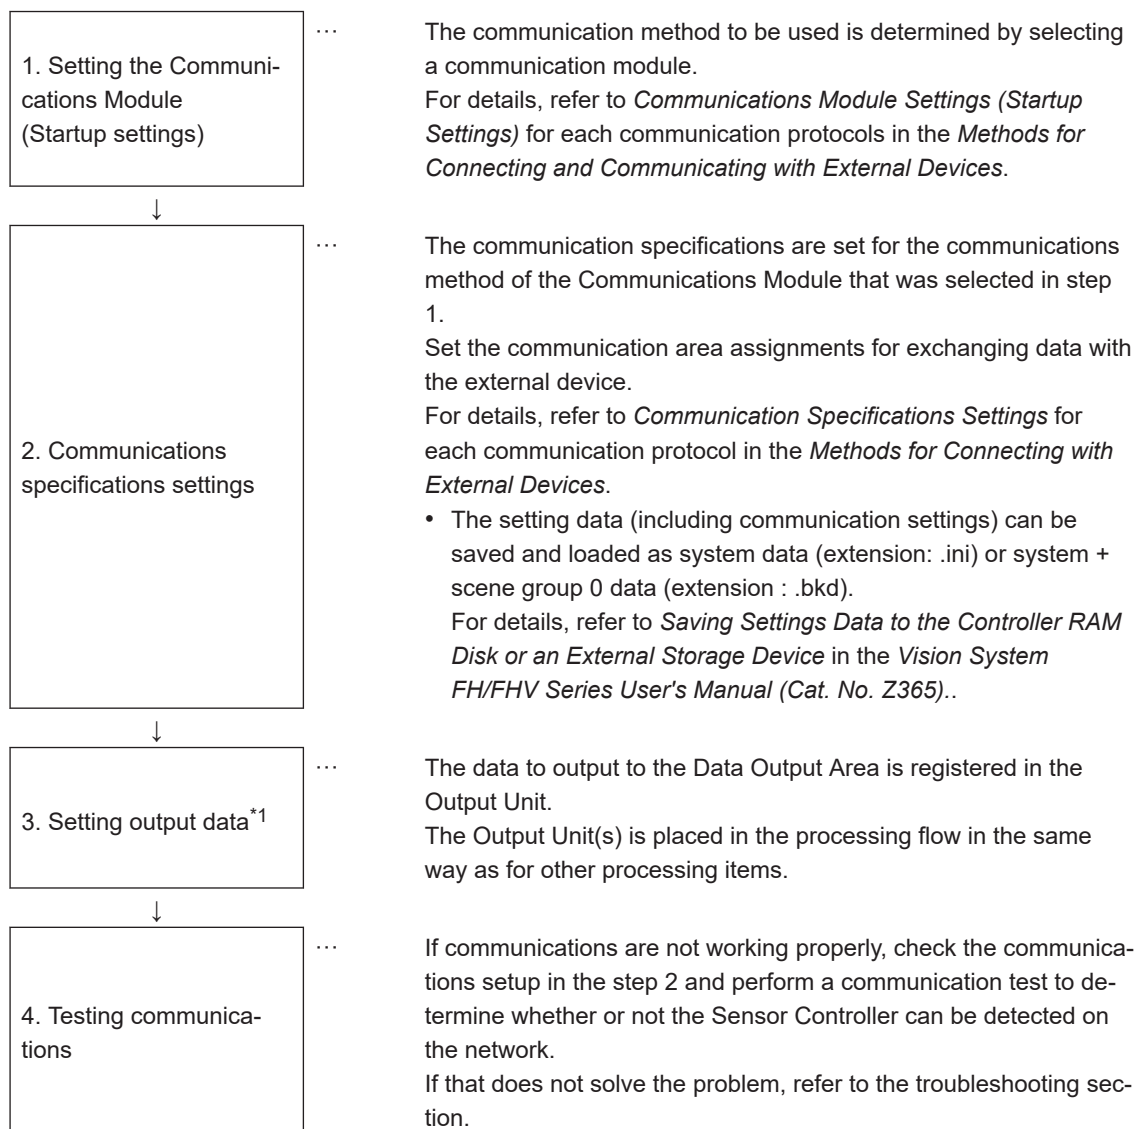 1. Setting the Communi-
cations Module
(Startup settings)
…
The communication method to be used is determined by selecting
a communication module.
For details, refer to Communications Module Settings (Startup
Settings) for each communication protocols in the Methods for
Connecting and Communicating with External Devices.
↓
2. Communications
specifications settings
…
The communication specifications are set for the communications
method of the Communications Module that was selected in step
1.
Set the communication area assignments for exchanging data with
the external device.
For details, refer to Communication Specifications Settings for
each communication protocol in the Methods for Connecting with
External Devices.
• The setting data (including communication settings) can be
saved and loaded as system data (extension: .ini) or system +
scene group 0 data (extension : .bkd).
For details, refer to Saving Settings Data to the Controller RAM
Disk or an External Storage Device in the Vision System
FH/FHV Series User's Manual (Cat. No. Z365)..
↓
3. Setting output data*1
…
The data to output to the Data Output Area is registered in the
Output Unit.
The Output Unit(s) is placed in the processing flow in the same
way as for other processing items.
↓
4. Testing communica-
tions
…
If communications are not working properly, check the communica-
tions setup in the step 2 and perform a communication test to de-
termine whether or not the Sensor Controller can be detected on
the network.
If that does not solve the problem, refer to the troubleshooting sec-
tion.